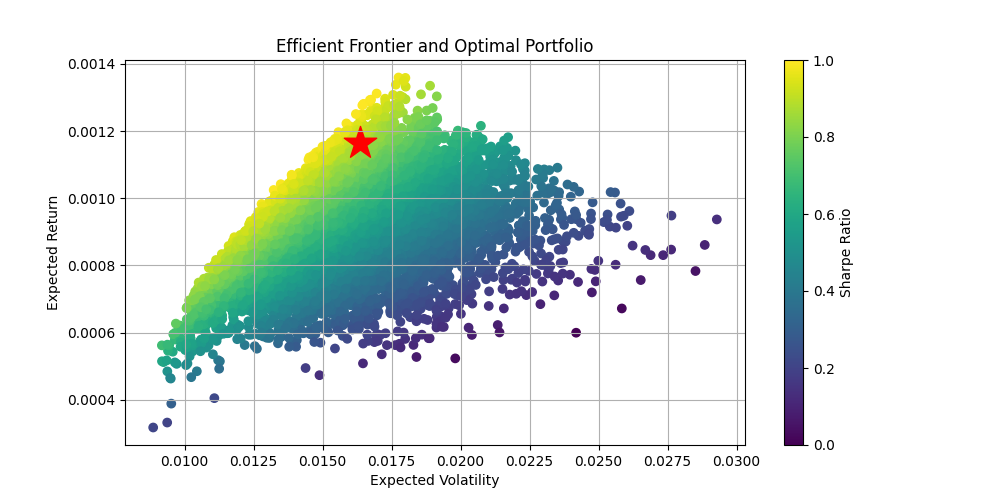 Efficient Frontier and Optimal Portfolio
0.0014
0.0012
0.0010
0.0008
0.0006
0.0004
Expected Return
0.0100 0.0125 0.0150 0.0175 0.0200 0.0225 0.0250 0.0275 0.0300
Expected Volatility
1.0
0.8
0.6
0.4
0.2
0.0
Sharpe Ratio